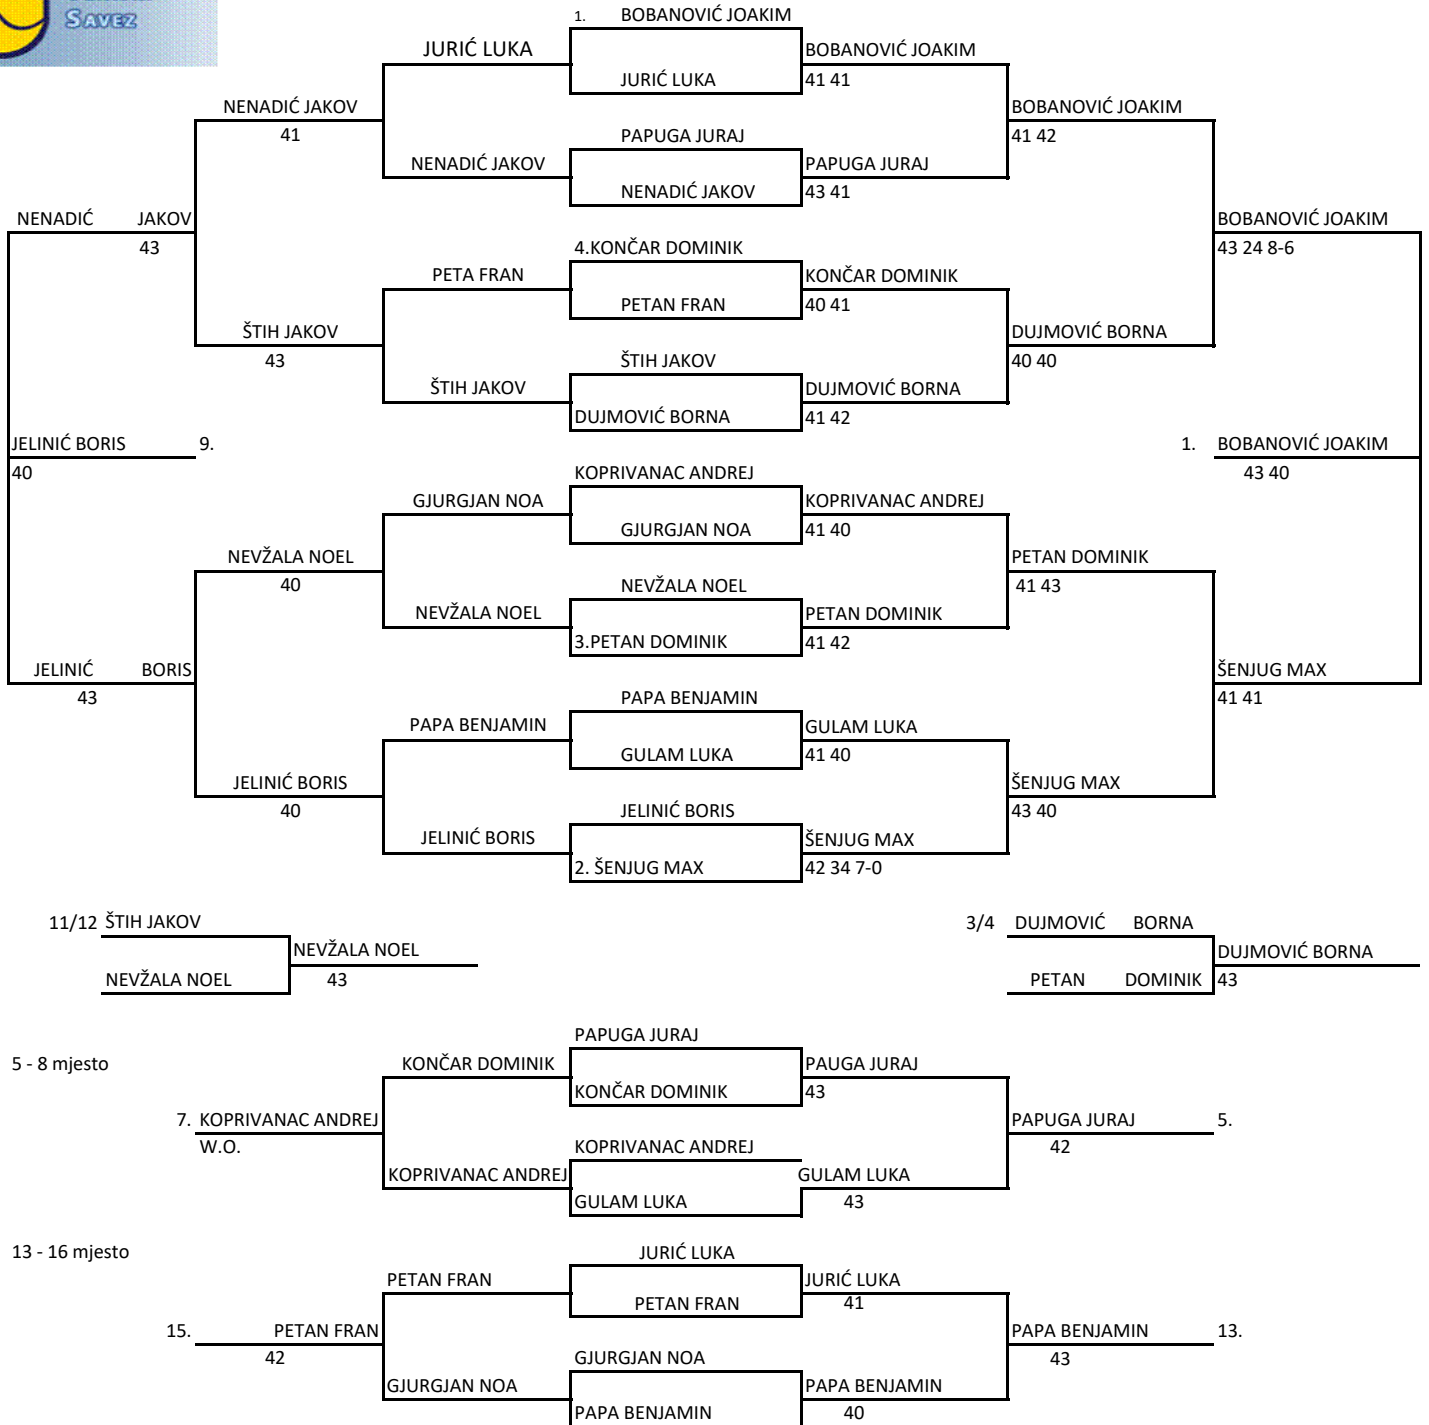 SAVEZ
1. BOBANOVIĆ JOAKIM
JURIĆ LUKA BOBANOVIĆ JOAKIM
JURIĆ LUKA 41 41
NENADIĆ JAKOV BOBANOVIĆ JOAKIM
41 PAPUGA JURAJ 41 42
NENADIĆ JAKOV PAPUGA JURAJ
NENADIĆ JAKOV 43 41
NENADIĆ JAKOV BOBANOVIĆ JOAKIM
43 4.KONČAR DOMINIK 43 24 8-6
PETA FRAN KONČAR DOMINIK
PETAN FRAN 40 41
ŠTIH JAKOV DUJMOVIĆ BORNA
43 ŠTIH JAKOV 40 40
ŠTIH JAKOV DUJMOVIĆ BORNA
DUJMOVIĆ BORNA 41 42
JELINIĆ BORIS 9. 1. BOBANOVIĆ JOAKIM
40 KOPRIVANAC ANDREJ 43 40
GJURGJAN NOA KOPRIVANAC ANDREJ
GJURGJAN NOA 41 40
NEVŽALA NOEL PETAN DOMINIK
40 NEVŽALA NOEL 41 43
NEVŽALA NOEL PETAN DOMINIK
3.PETAN DOMINIK 41 42
JELINIĆ BORIS ŠENJUG MAX
43 PAPA BENJAMIN 41 41
PAPA BENJAMIN GULAM LUKA
GULAM LUKA 41 40
JELINIĆ BORIS ŠENJUG MAX
40 JELINIĆ BORIS 43 40
JELINIĆ BORIS ŠENJUG MAX
2. ŠENJUG MAX 42 34 7-0
11/12 ŠTIH JAKOV 3/4 DUJMOVIĆ BORNA
NEVŽALA NOEL DUJMOVIĆ BORNA
NEVŽALA NOEL 43 PETAN DOMINIK 43
PAPUGA JURAJ
5 - 8 mjesto KONČAR DOMINIK PAUGA JURAJ
KONČAR DOMINIK 43
7. KOPRIVANAC ANDREJ PAPUGA JURAJ 5.
W.O. KOPRIVANAC ANDREJ 42
KOPRIVANAC ANDREJ GULAM LUKA
GULAM LUKA 43
13 - 16 mjesto JURIĆ LUKA
PETAN FRAN JURIĆ LUKA
PETAN FRAN 41
15. PETAN FRAN PAPA BENJAMIN 13.
42 GJURGJAN NOA 43
GJURGJAN NOA PAPA BENJAMIN
PAPA BENJAMIN 40